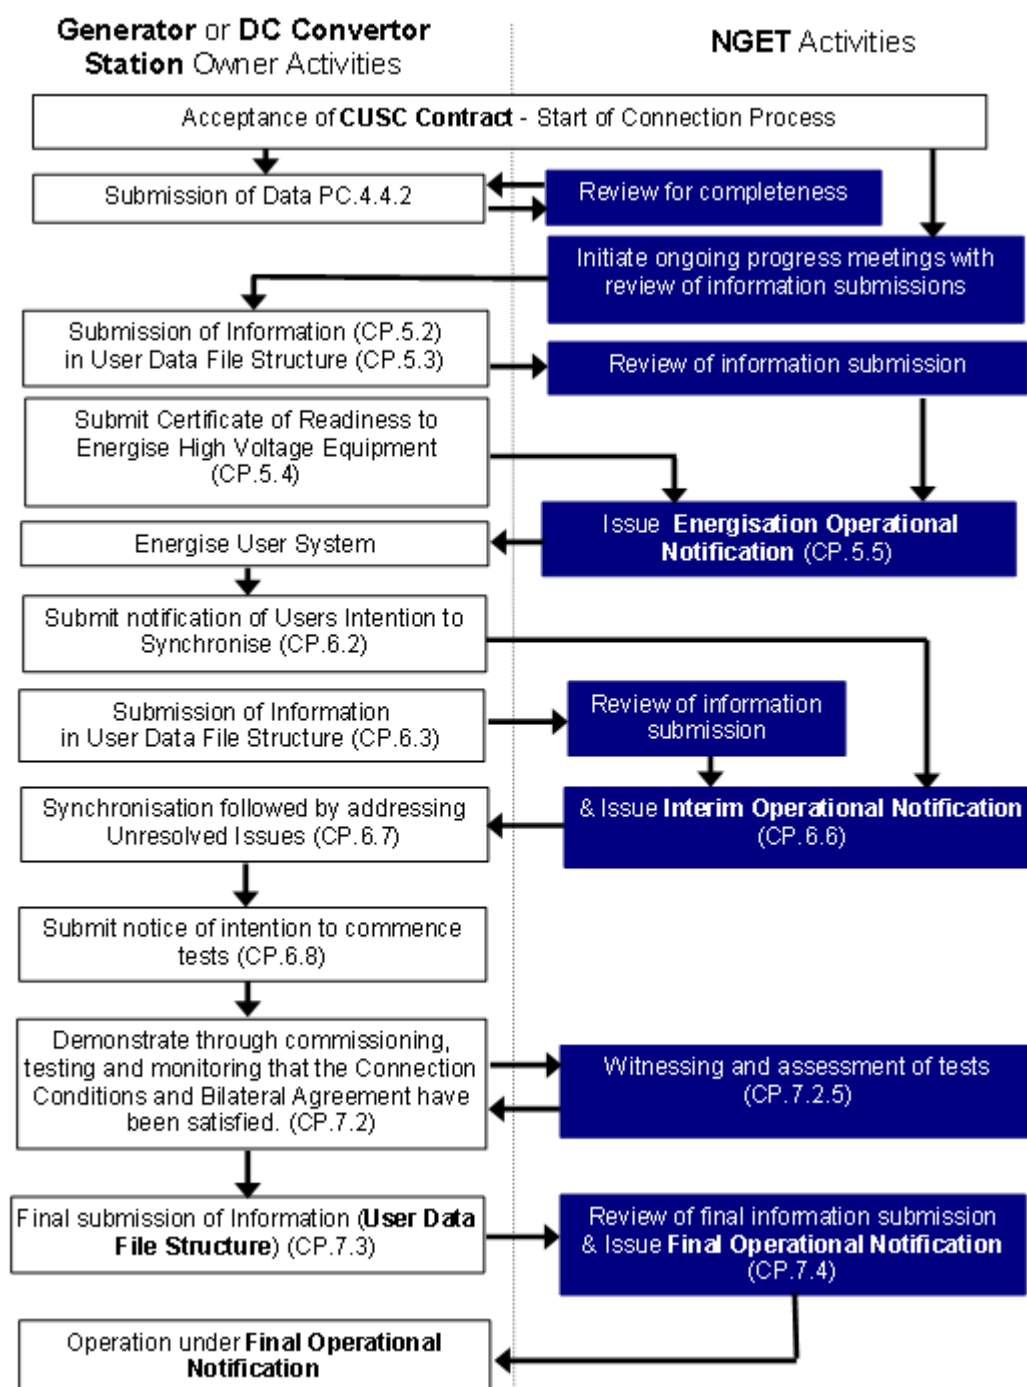 Generator or DC Convertor
Station Owner Activities
NGET Activities
Acceptance of CUSC Contract - Start of Connection Process
Submission of Data PC.4.4.2
Review for completeness
Initiate ongoing progress meetings with
review of information submissions
Submission of Information (CP.5.2)
in User Data File Structure (CP.5.3)
Review of information submission
Submit Certificate of Readiness to
Energise High Voltage Equipment
(CP.5.4)
Issue Energisation Operational
Notification (CP.5.5)
Energise User System
Submit notification of Users Intention to
Synchronise (CP.6.2)
Submission of Information
in User Data File Structure (CP.6.3)
Review of information
submission
Synchronisation followed by addressing
Unresolved Issues (CP.6.7)
& Issue Interim Operational Notification
(CP.6.6)
Submit notice of intention to commence
tests (CP.6.8)
Demonstrate through commissioning,
testing and monitoring that the Connection
Conditions and Bilateral Agreement have
been satisfied. (CP.7.2)
Witnessing and assessment of tests
(CP.7.2.5)
Final submission of Information (User Data
File Structure) (CP.7.3)
Review of final information submission
& Issue Final Operational Notification
(CP.7.4)
Operation under Final Operational
Notification